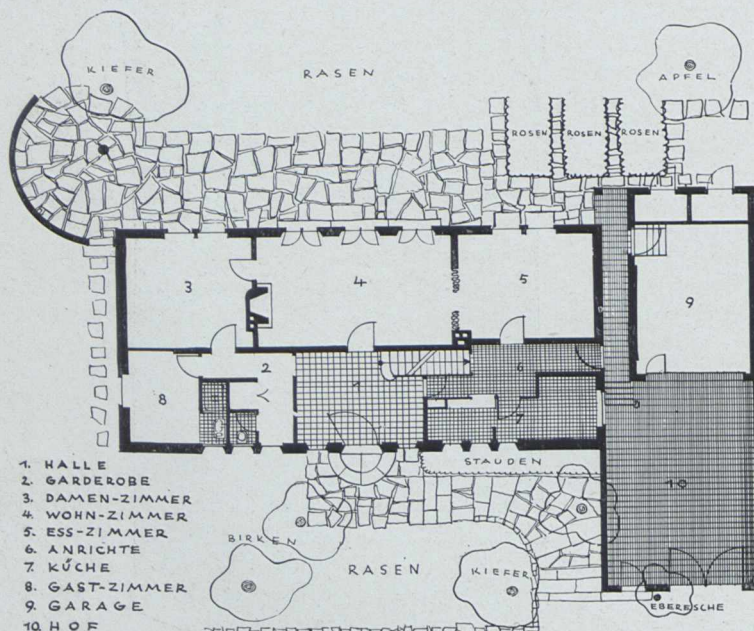 KIEFER
RASEN
APFEL
ROSEN
ROSEN
ROSEN
3
4
5
9
8
2
1
6
7
10
STAUDEN
1. HALLE
2. GARDEROBE
3. DAMEN-ZIMMER
4. WOHN-ZIMMER
5. ESS-ZIMMER
6. ANRICHTE
7. KÜCHE
8. GAST-ZIMMER
9. GARAGE
10. HOF
BIRKEN
RASEN
KIEFER
EBERESCHE